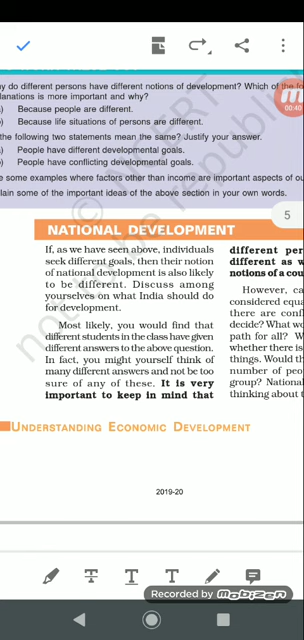 y do different persons have different notions of development? Which of the fo
lanations is more important and why?
Because people are different.
Because life situations of persons are different.
the following two statements mean the same? Justify your answer.
People have different developmental goals.
People have conflicting developmental goals.
e some examples where factors other than income are important aspects of ou
lain some of the important ideas of the above section in your own words.
00:40
5
NATIONAL DEVELOPMENT
If, as we have seen above, individuals
seek different goals, then their notion
of national development is also likely
to be different. Discuss among
yourselves on what India should do
for development.
Most likely, you would find that
different students in the class have given
different answers to the above question.
In fact, you might yourself think of
many different answers and not be too
sure of any of these. It is very
important to keep in mind that
different per
different as w
notions of a cou
However, ca
considered equa
there are conf
decide? What wo
path for all? W
whether there is
things. Would th
number of peo
group? National
thinking about t
UNDERSTANDING ECONOMIC DEVELOPMENT
2019-20
Recorded by Mobizen